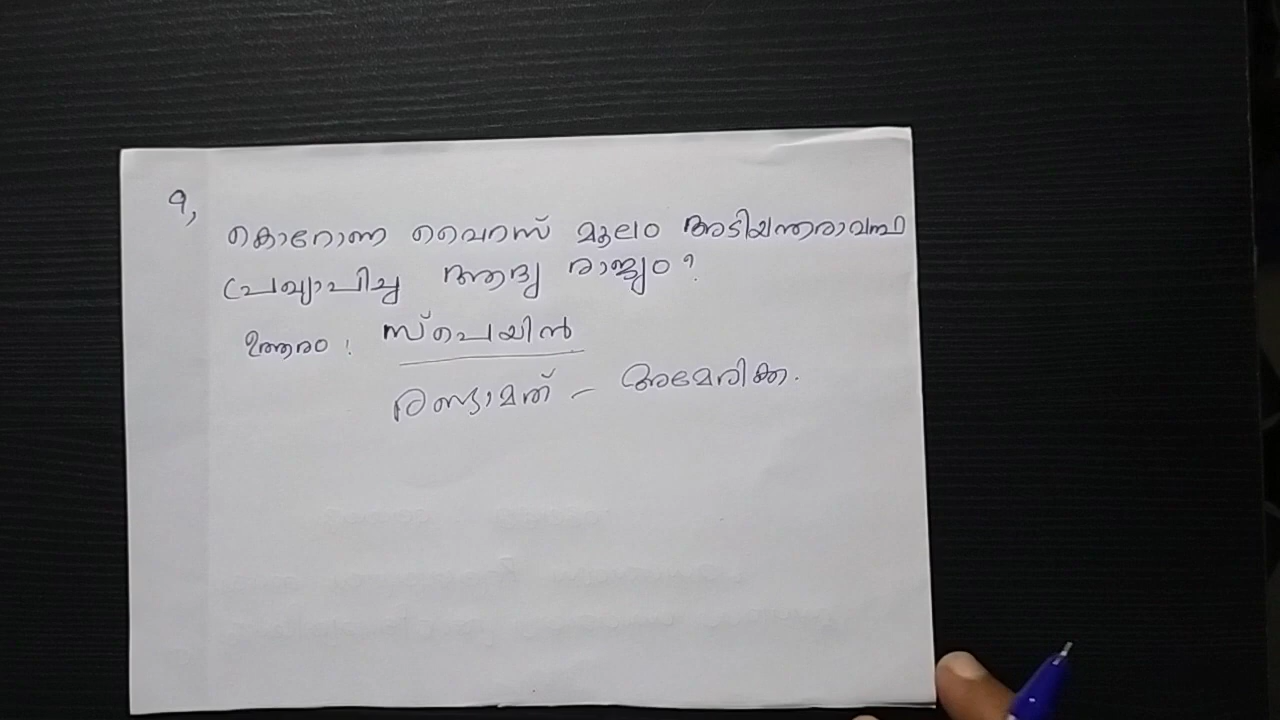 9,
കൊറോണ വൈറസ് മൂലം അടിയന്തരാവസ്ഥ
പ്രഖ്യാപിച്ച ആദ്യ രാജ്യം?
ഉത്തരം : സ്പെയിൻ
രണ്ടാമത് – അമേരിക്ക.